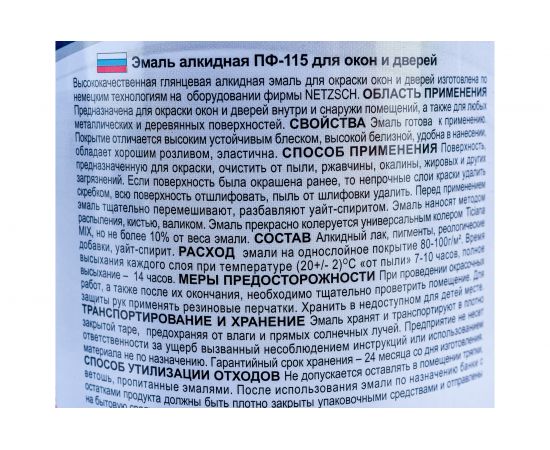 Эмаль алкидная ПФ-115 для окон и дверей
Высококачественная глянцевая алкидная эмаль для окраски окон и дверей изготовлена по
немецким технологиям на оборудовании фирмы NETZSCH. ОБЛАСТЬ ПРИМЕНЕНИЯ
Предназначена для окраски окон и дверей внутри и снаружи помещений, а также для любых
металлических и деревянных поверхностей. СВОЙСТВА Эмаль готова к применению.
Покрытие отличается высоким устойчивым блеском, высокой белизной, удобна в нанесении,
обладает хорошим розливом, эластична. СПОСОБ ПРИМЕНЕНИЯ Поверхность,
предназначенную для окраски, очистить от пыли, ржавчины, окалины, жировых и других
загрязнений. Если поверхность была окрашена ранее, то непрочные слои краски удалить
скребком, всю поверхность отшлифовать, пыль от шлифовки удалить. Перед применением
эмаль тщательно перемешивают, разбавляют уайт-спиритом. Эмаль наносят методом
распыления, кистью, валиком. Эмаль прекрасно колеруется универсальным колером Ticiana
MIX, но не более 10% от веса эмали. СОСТАВ Алкидный лак, пигменты, реологические
добавки, уайт-спирит. РАСХОД эмали на однослойное покрытие 80-100г/м². Время
высыхания каждого слоя при температуре (20+/- 2)°С «от пыли» 7-10 часов, полное
высыхание – 14 часов. МЕРЫ ПРЕДОСТОРОЖНОСТИ При проведении окрасочных
работ, а также после их окончания, необходимо тщательно проветрить помещение. Для
защиты рук применять резиновые перчатки. Хранить в недоступном для детей месте.
ТРАНСПОРТИРОВАНИЕ И ХРАНЕНИЕ Эмаль хранят и транспортируют в плотно
закрытой таре, предохраняя от влаги и прямых солнечных лучей. Предприятие не несет
ответственности за ущерб вызванный несоблюдением инструкции или использованием
материала не по назначению. Гарантийный срок хранения – 24 месяца со дня изготовления.
СПОСОБ УТИЛИЗАЦИИ ОТХОДОВ Не допускается оставлять в помещении тряпки,
ветошь, пропитанные эмалями. После использования эмали по назначению банки с
остатками продукта должны быть плотно закрыты упаковочными средствами и отправлены
на бытовую